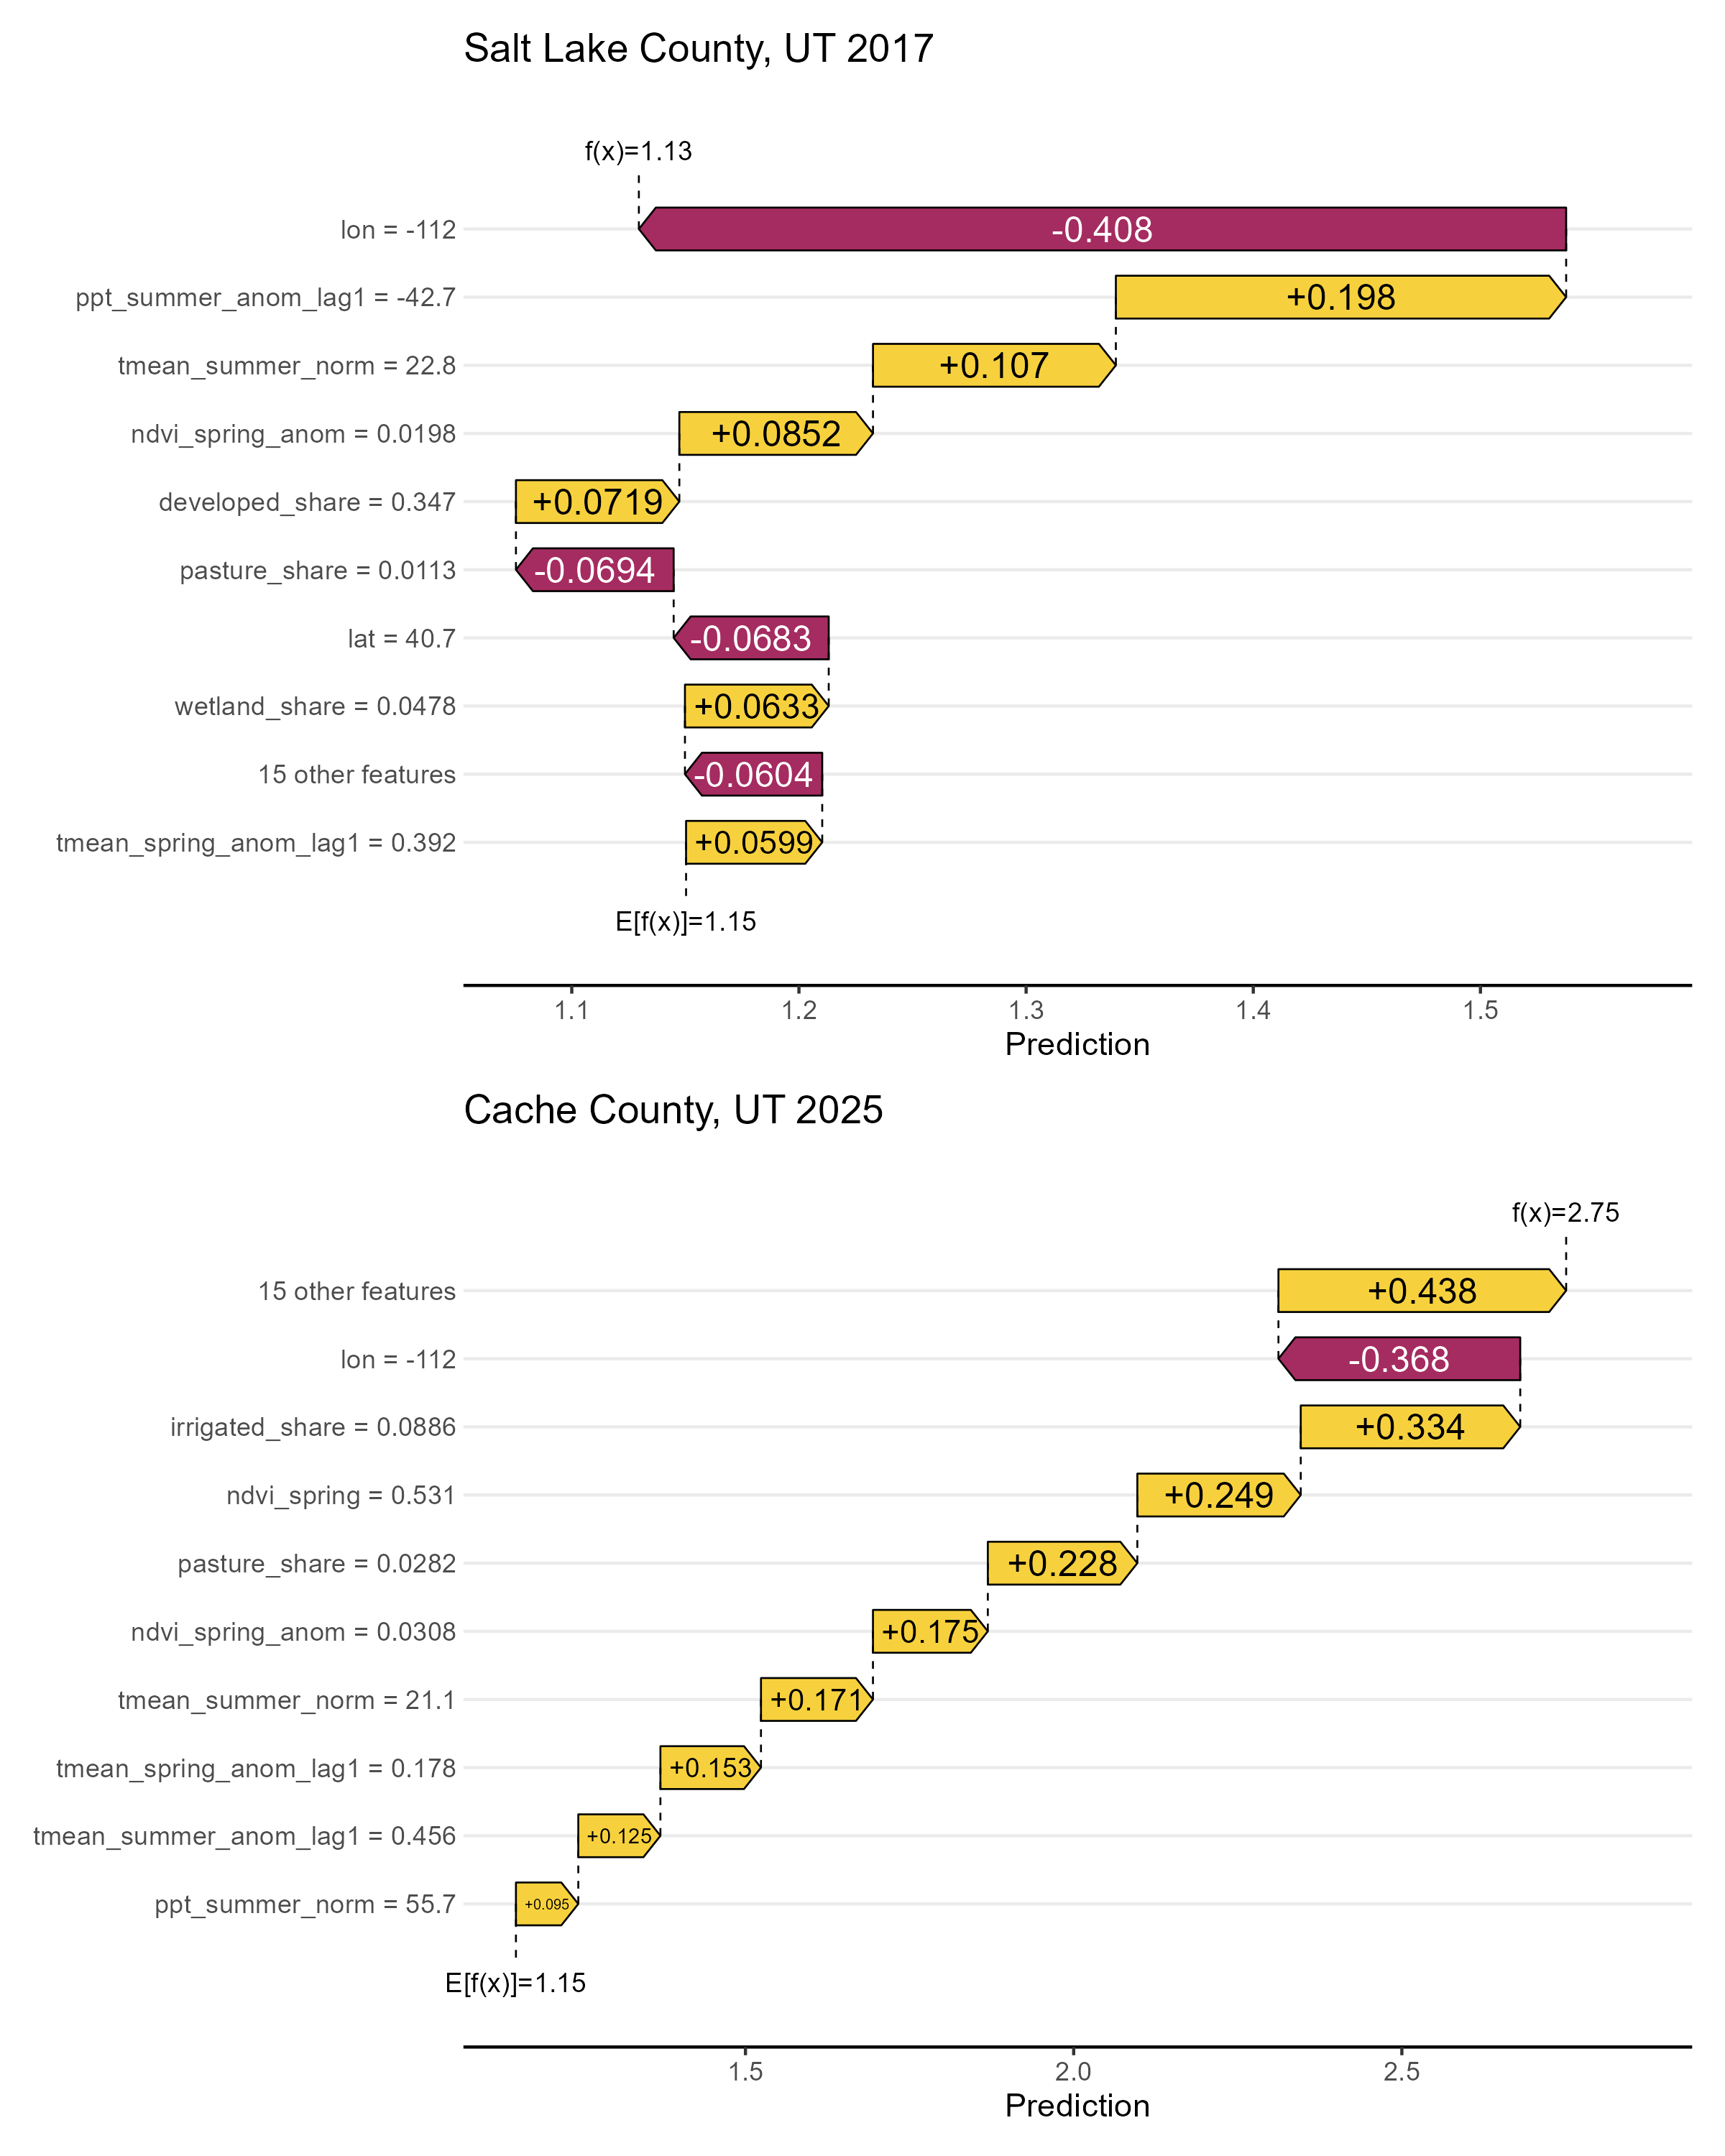 Salt Lake County, UT 2017
f(x)=1.13
lon = -112
-0.408
ppt_summer_anom_lag1 = -42.7
+0.198
tmean_summer_norm = 22.8
+0.107
ndvi_spring_anom = 0.0198
+0.0852
developed_share = 0.347
+0.0719
pasture_share = 0.0113
-0.0694
lat = 40.7
-0.0683
wetland_share = 0.0478
+0.0633
15 other features
-0.0604
tmean_spring_anom_lag1 = 0.392
+0.0599
E[f(x)]=1.15
1.1 1.2 1.3 1.4 1.5
Prediction
Cache County, UT 2025
f(x)=2.75
15 other features
+0.438
lon = -112
-0.368
irrigated_share = 0.0886
+0.334
ndvi_spring = 0.531
+0.249
pasture_share = 0.0282
+0.228
ndvi_spring_anom = 0.0308
+0.175
tmean_summer_norm = 21.1
+0.171
tmean_spring_anom_lag1 = 0.178
+0.153
tmean_summer_anom_lag1 = 0.456
+0.125
ppt_summer_norm = 55.7
+0.095
E[f(x)]=1.15
1.5 2.0 2.5
Prediction